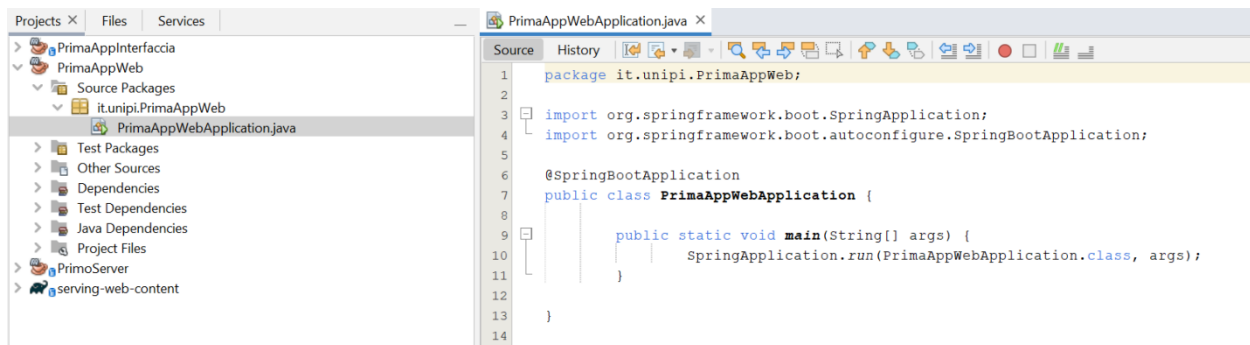 Projects × Files Services
PrimaAppInterfaccia
PrimaAppWeb
Source Packages
it.unipi.PrimaAppWeb
PrimaAppWebApplication.java
Test Packages
Other Sources
Dependencies
Test Dependencies
Java Dependencies
Project Files
PrimoServer
serving-web-content
PrimaAppWebApplication.java ×
Source History
1 package it.unipi.PrimaAppWeb;
2
3 import org.springframework.boot.SpringApplication;
4 import org.springframework.boot.autoconfigure.SpringBootApplication;
5
6 @SpringBootApplication
7 public class PrimaAppWebApplication {
8
9 public static void main(String[] args) {
10 SpringApplication.run(PrimaAppWebApplication.class, args);
11 }
12
13 }
14